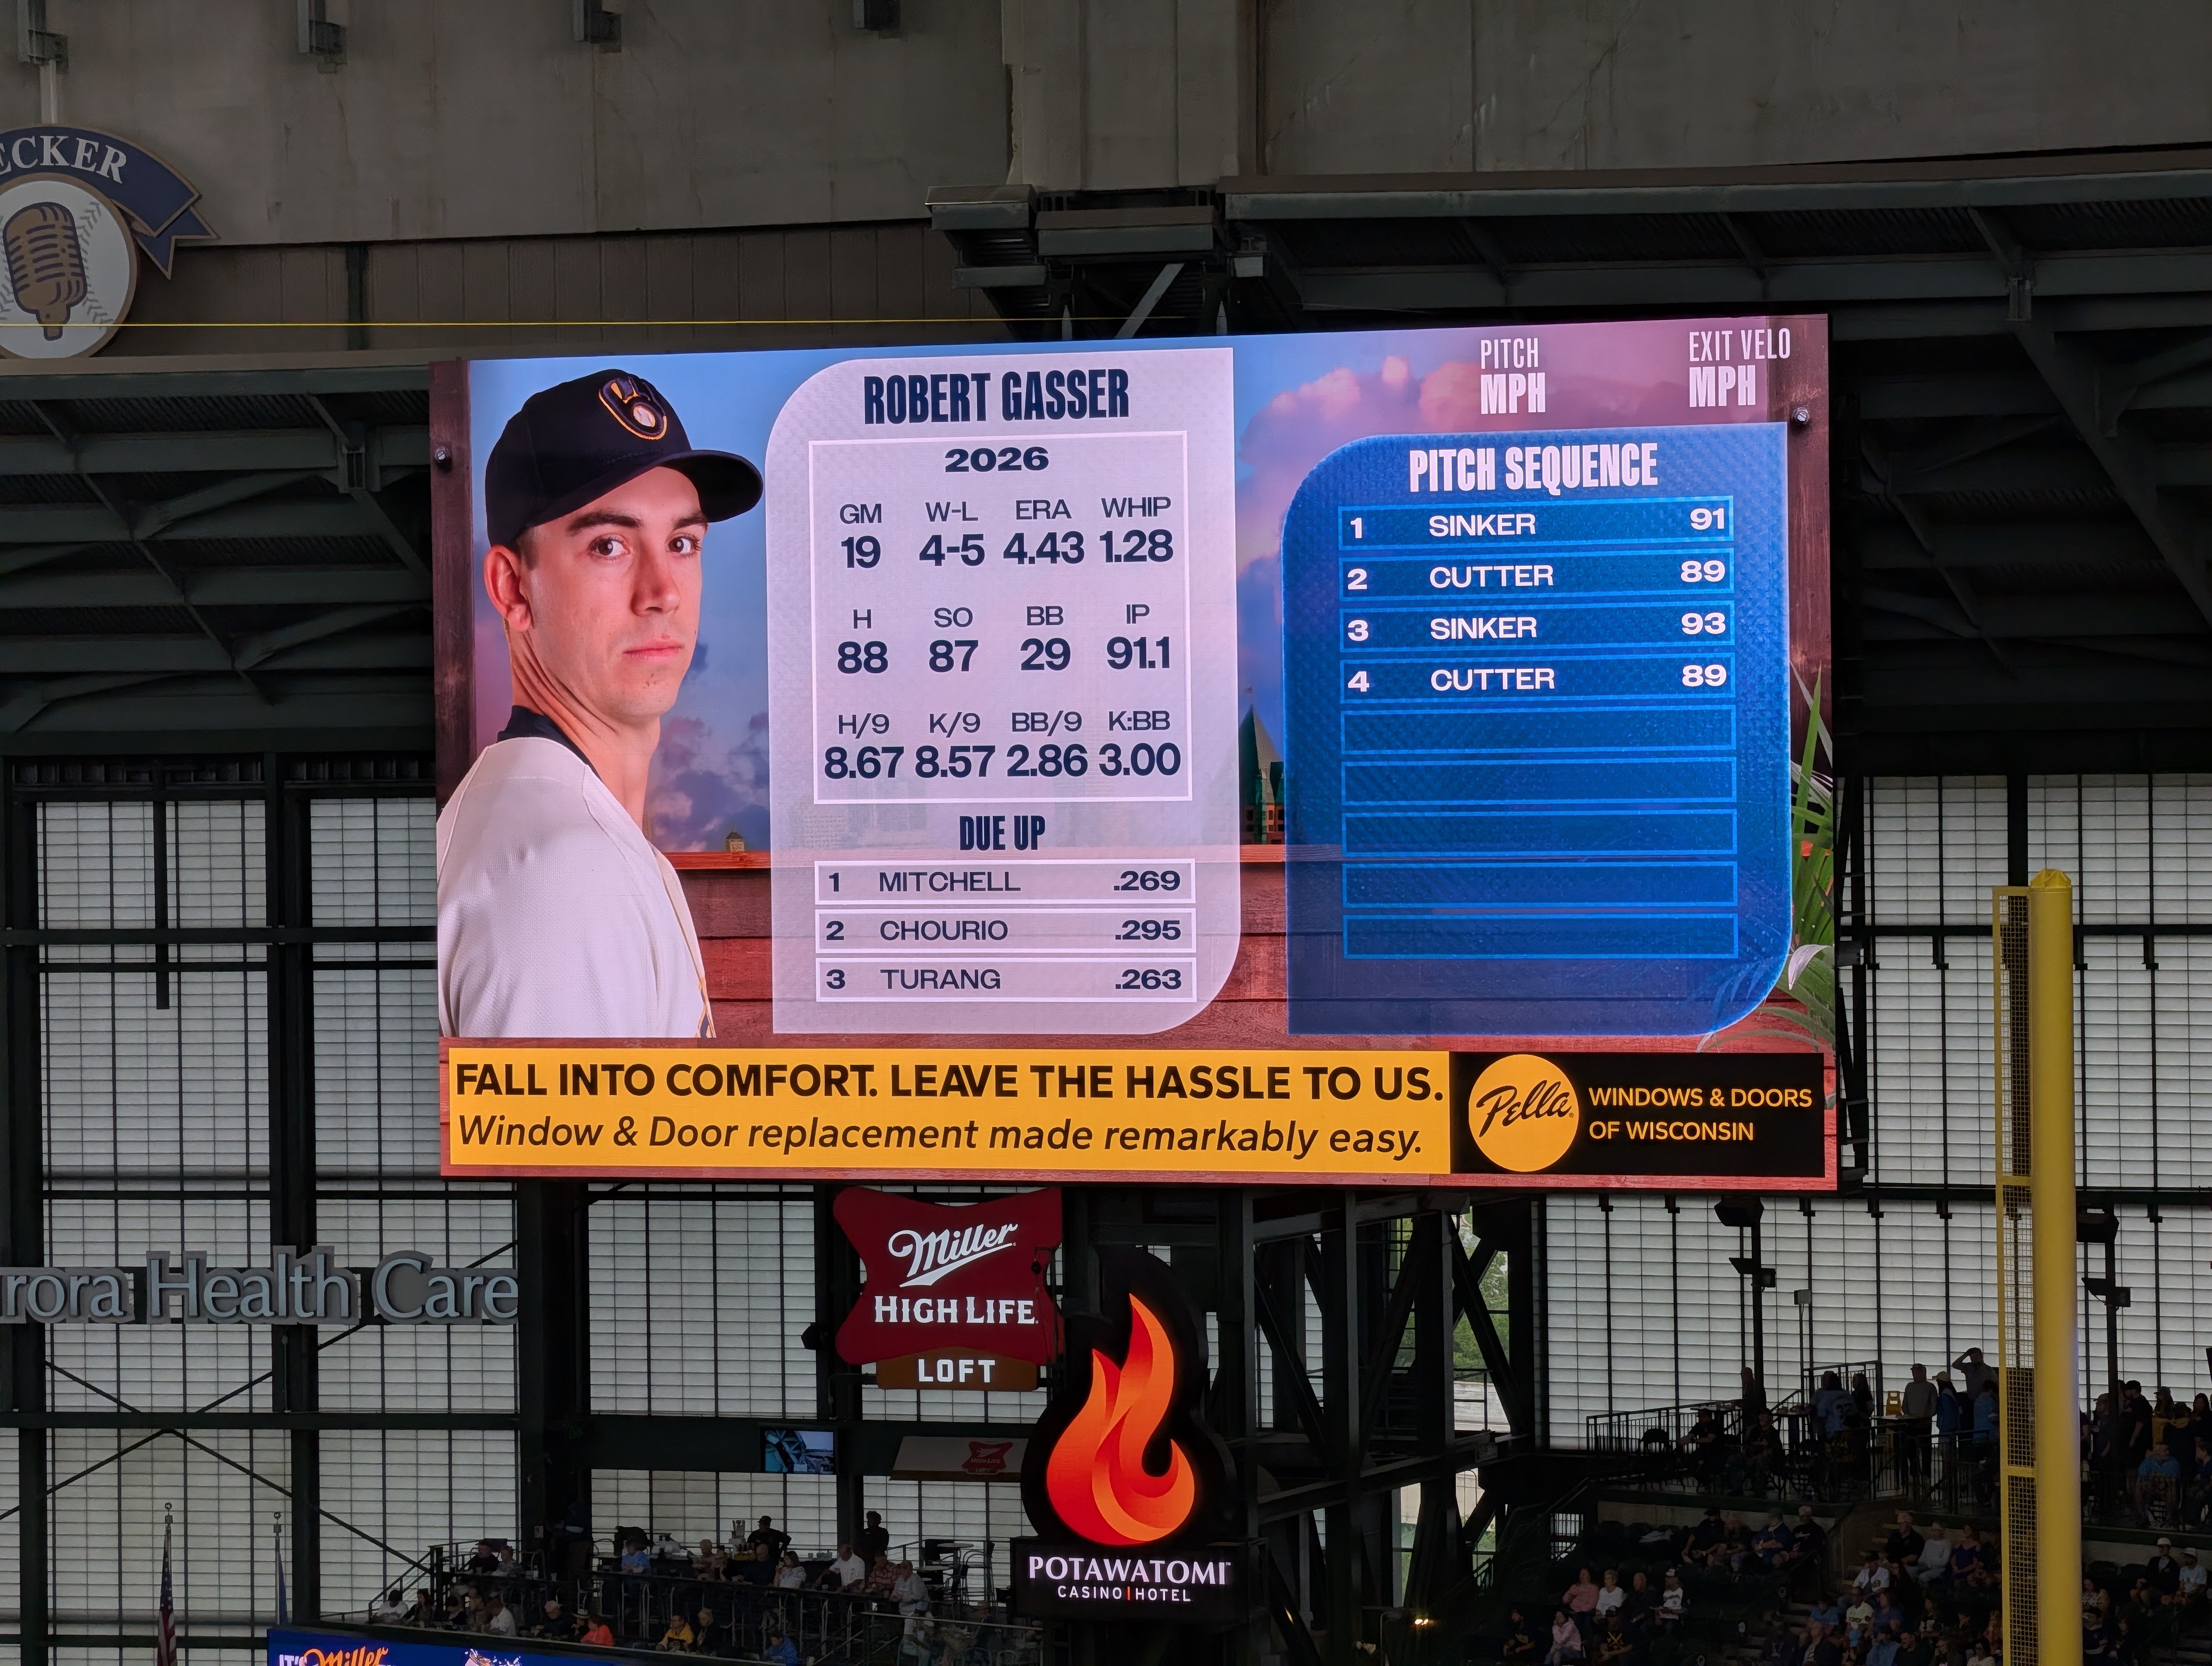 ECKER
ROBERT GASSER
2026
GM W-L ERA WHIP
19 4-5 4.43 1.28
H SO BB IP
88 87 29 91.1
H/9 K/9 BB/9 K:BB
8.67 8.57 2.86 3.00
DUE UP
1 MITCHELL .269
2 CHOURIO .295
3 TURANG .263
PITCH
MPH
EXIT VELO
MPH
PITCH SEQUENCE
1 SINKER 91
2 CUTTER 89
3 SINKER 93
4 CUTTER 89
FALL INTO COMFORT. LEAVE THE HASSLE TO US.
Window & Door replacement made remarkably easy.
Pella
WINDOWS & DOORS
OF WISCONSIN
rora Health Care
Miller
HIGH LIFE
LOFT
POTAWATOMI
CASINO | HOTEL
IT'S Miller